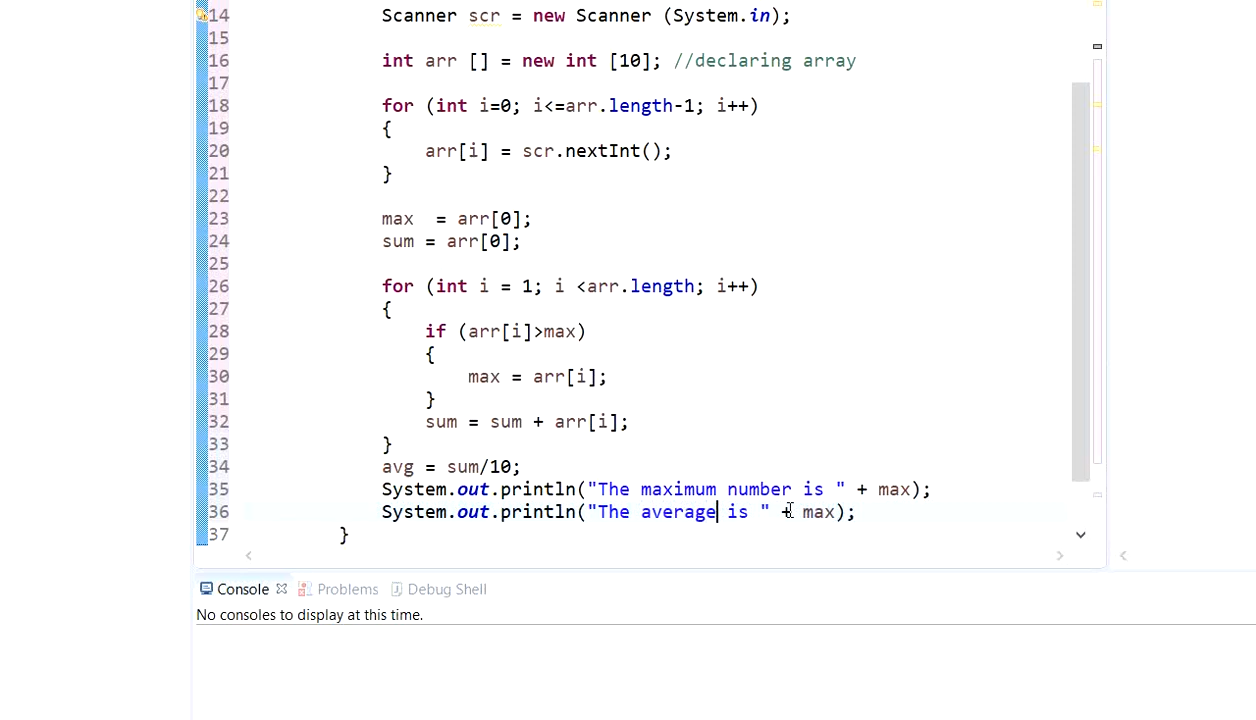 14 Scanner scr = new Scanner (System.in);
15
16 int arr [] = new int [10]; //declaring array
17
18 for (int i=0; i<=arr.length-1; i++)
19 {
20 arr[i] = scr.nextInt();
21 }
22
23 max = arr[0];
24 sum = arr[0];
25
26 for (int i = 1; i <arr.length; i++)
27 {
28 if (arr[i]>max)
29 {
30 max = arr[i];
31 }
32 sum = sum + arr[i];
33 }
34 avg = sum/10;
35 System.out.println("The maximum number is " + max);
36 System.out.println("The average is " + max);
37 }
Console Problems Debug Shell
No consoles to display at this time.